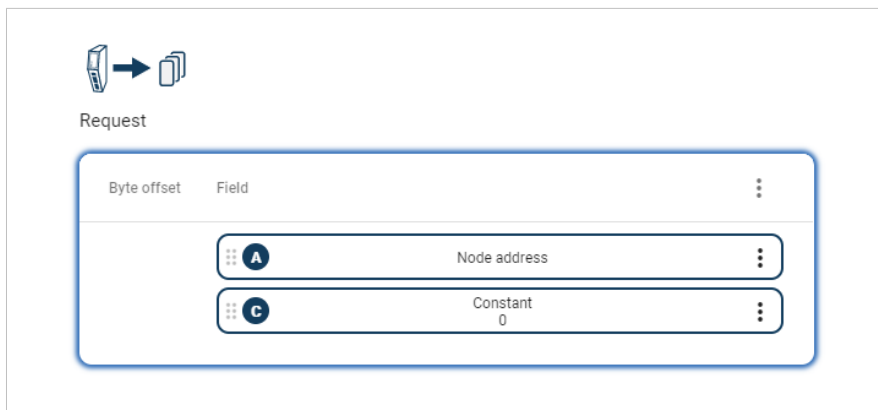 Request
Byte offset Field
A Node address
C Constant
0